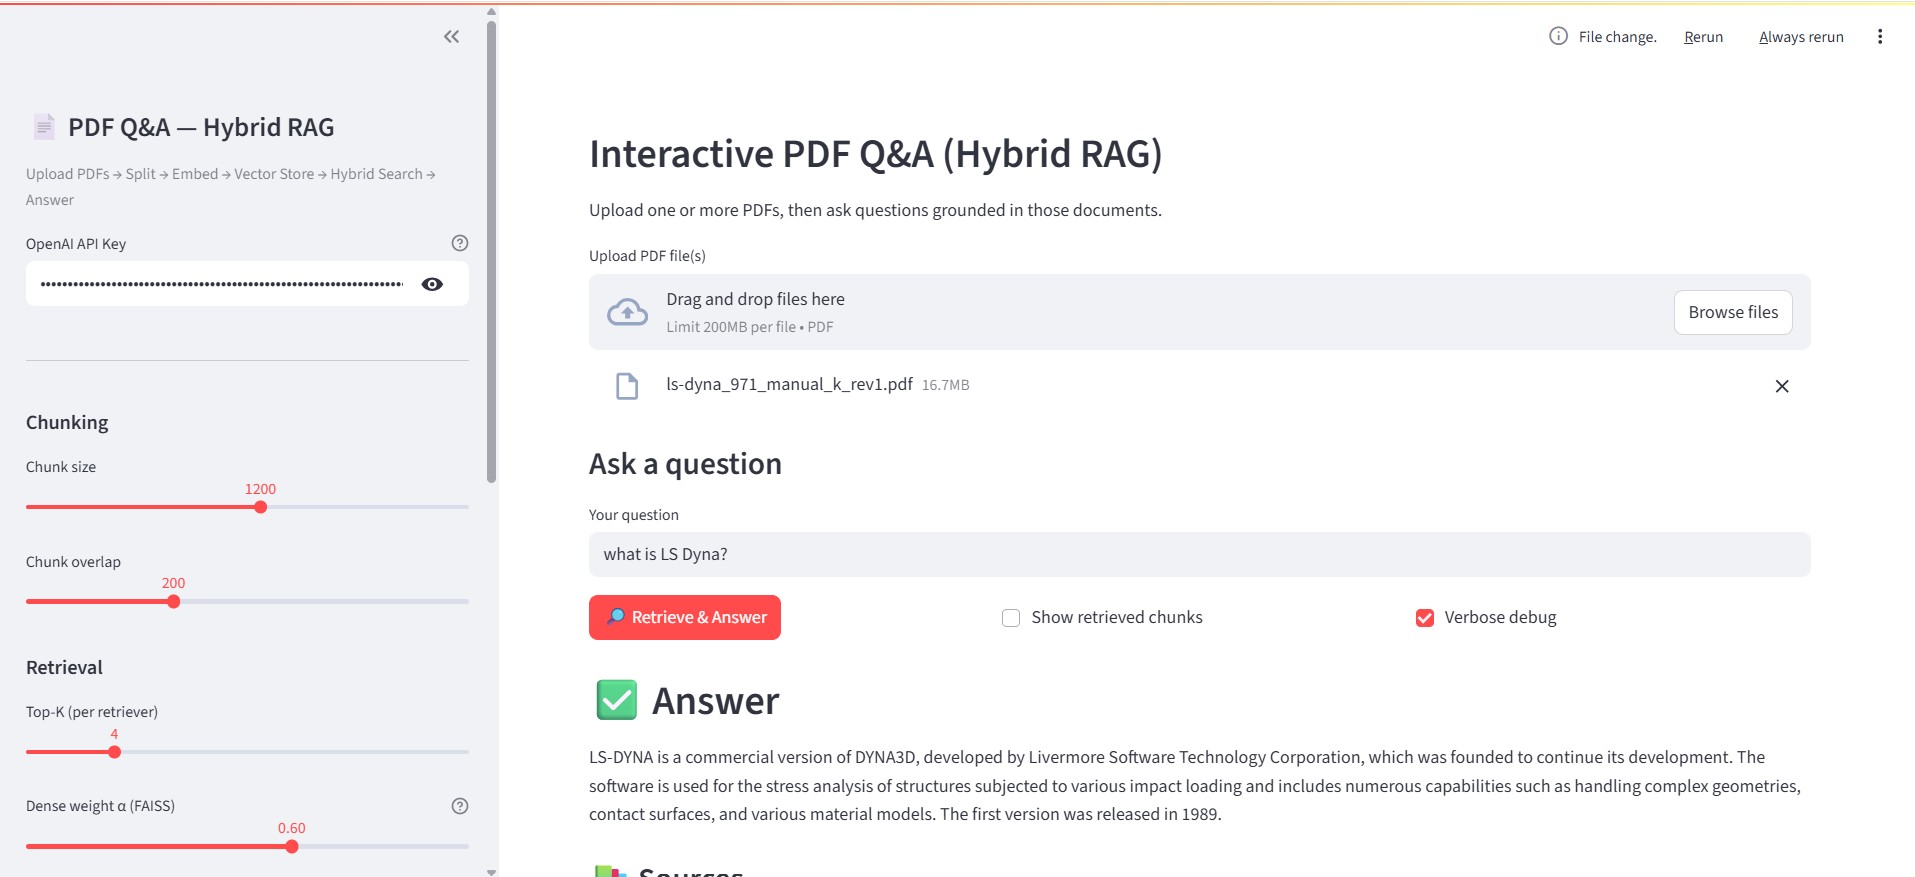 File change.
Rerun
Always rerun
PDF Q&A — Hybrid RAG
Upload PDFs → Split → Embed → Vector Store → Hybrid Search →
Answer
OpenAI API Key
Chunking
Chunk size
1200
Chunk overlap
200
Retrieval
Top-K (per retriever)
4
Dense weight α (FAISS)
0.60
Interactive PDF Q&A (Hybrid RAG)
Upload one or more PDFs, then ask questions grounded in those documents.
Upload PDF file(s)
Drag and drop files here
Limit 200MB per file • PDF
Browse files
ls-dyna_971_manual_k_rev1.pdf 16.7MB
Ask a question
Your question
what is LS Dyna?
Retrieve & Answer
Show retrieved chunks
Verbose debug
Answer
LS-DYNA is a commercial version of DYNA3D, developed by Livermore Software Technology Corporation, which was founded to continue its development. The
software is used for the stress analysis of structures subjected to various impact loading and includes numerous capabilities such as handling complex geometries,
contact surfaces, and various material models. The first version was released in 1989.
Sources